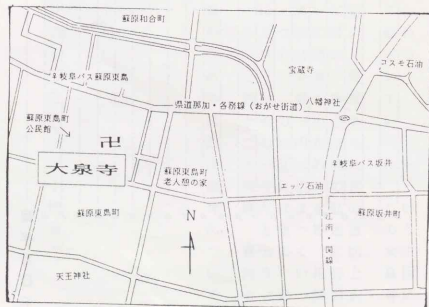 蘇原和合町
コスモ石油
宝蔵寺
岐阜バス蘇原東島
県道那加・各務線（おがせ街道）
八幡神社
蘇原東島町
公民館
卍
大泉寺
蘇原東島町
老人憩の家
岐阜バス坂井
エッソ石油
蘇原東島町
N
江南・関線
蘇原坂井町
天王神社